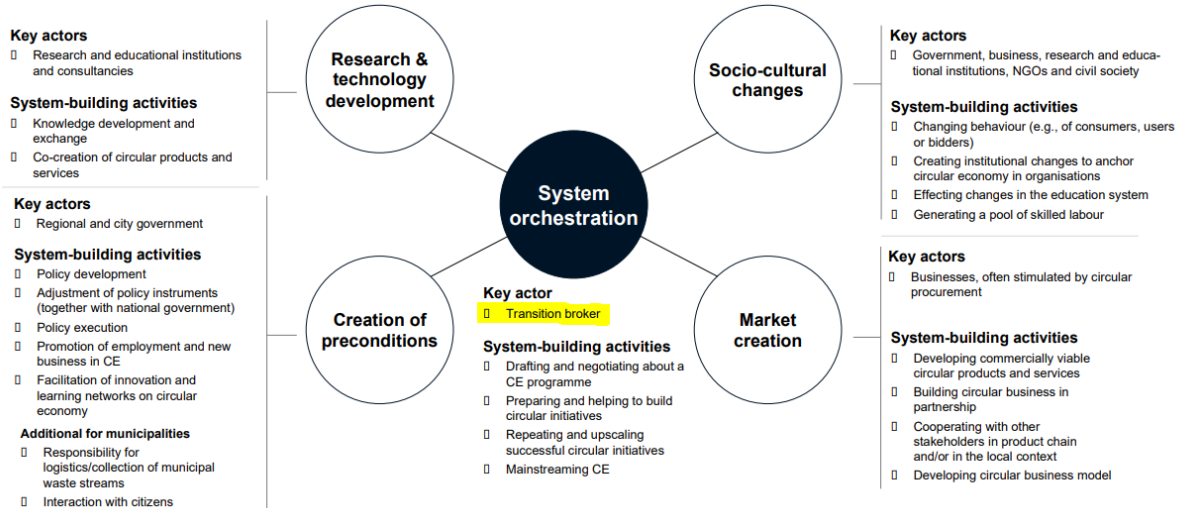 Key actors
▯ Research and educational institutions
and consultancies
System-building activities
▯ Knowledge development and
exchange
▯ Co-creation of circular products and
services
Key actors
▯ Regional and city government
System-building activities
▯ Policy development
▯ Adjustment of policy instruments
(together with national government)
▯ Policy execution
▯ Promotion of employment and new
business in CE
▯ Facilitation of innovation and
learning networks on circular
economy
Additional for municipalities
▯ Responsibility for
logistics/collection of municipal
waste streams
▯ Interaction with citizens
Research &
technology
development
Creation of
preconditions
System
orchestration
Key actor
▯ Transition broker
System-building activities
▯ Drafting and negotiating about a
CE programme
▯ Preparing and helping to build
circular initiatives
▯ Repeating and upscaling
successful circular initiatives
▯ Mainstreaming CE
Socio-cultural
changes
Market
creation
Key actors
▯ Government, business, research and educa-
tional institutions, NGOs and civil society
System-building activities
▯ Changing behaviour (e.g., of consumers, users
or bidders)
▯ Creating institutional changes to anchor
circular economy in organisations
▯ Effecting changes in the education system
▯ Generating a pool of skilled labour
Key actors
▯ Businesses, often stimulated by circular
procurement
System-building activities
▯ Developing commercially viable
circular products and services
▯ Building circular business in
partnership
▯ Cooperating with other
stakeholders in product chain
and/or in the local context
▯ Developing circular business model